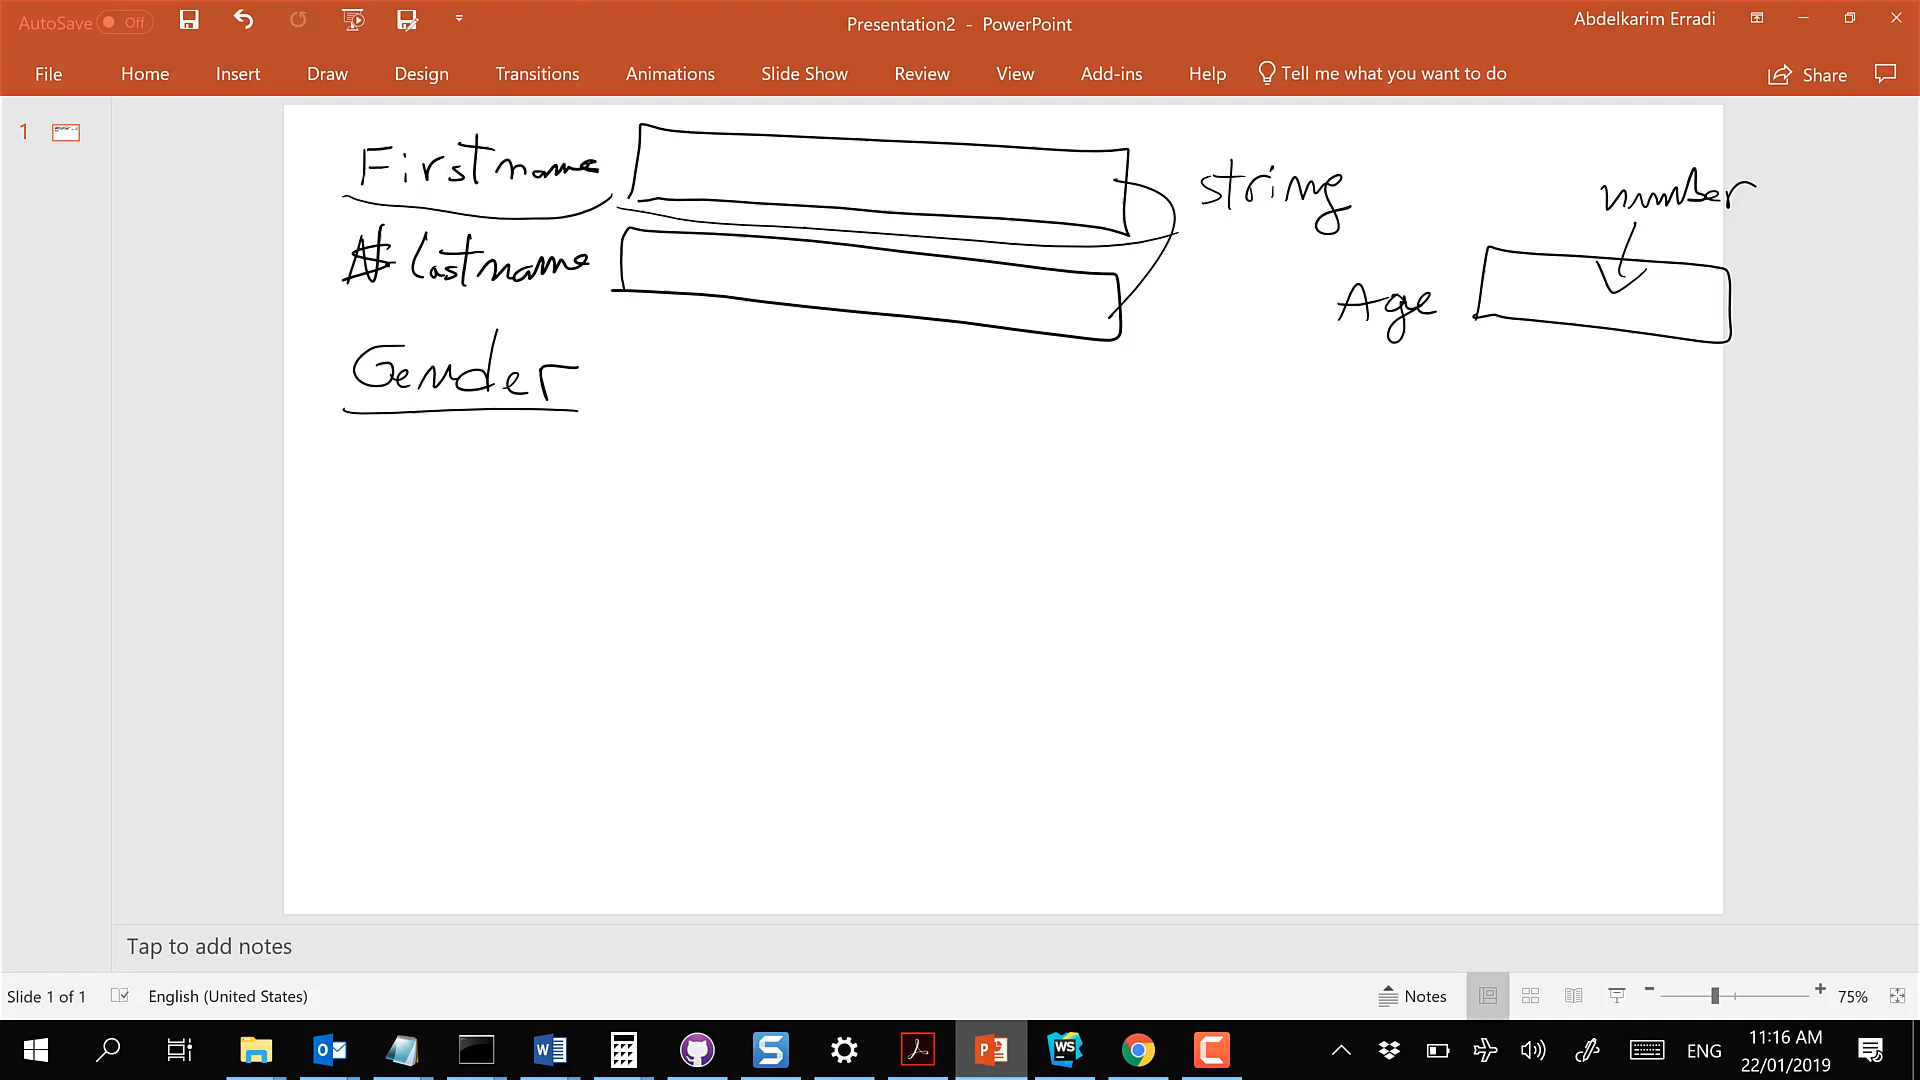 AutoSave Off
Presentation2 - PowerPoint
Abdelkarim Erradi
File Home Insert Draw Design Transitions Animations Slide Show Review View Add-ins Help Tell me what you want to do
Share
1
Firstname
string
number
lastname
Age
Gender
Tap to add notes
Slide 1 of 1
English (United States)
Notes
75%
ENG
11:16 AM
22/01/2019